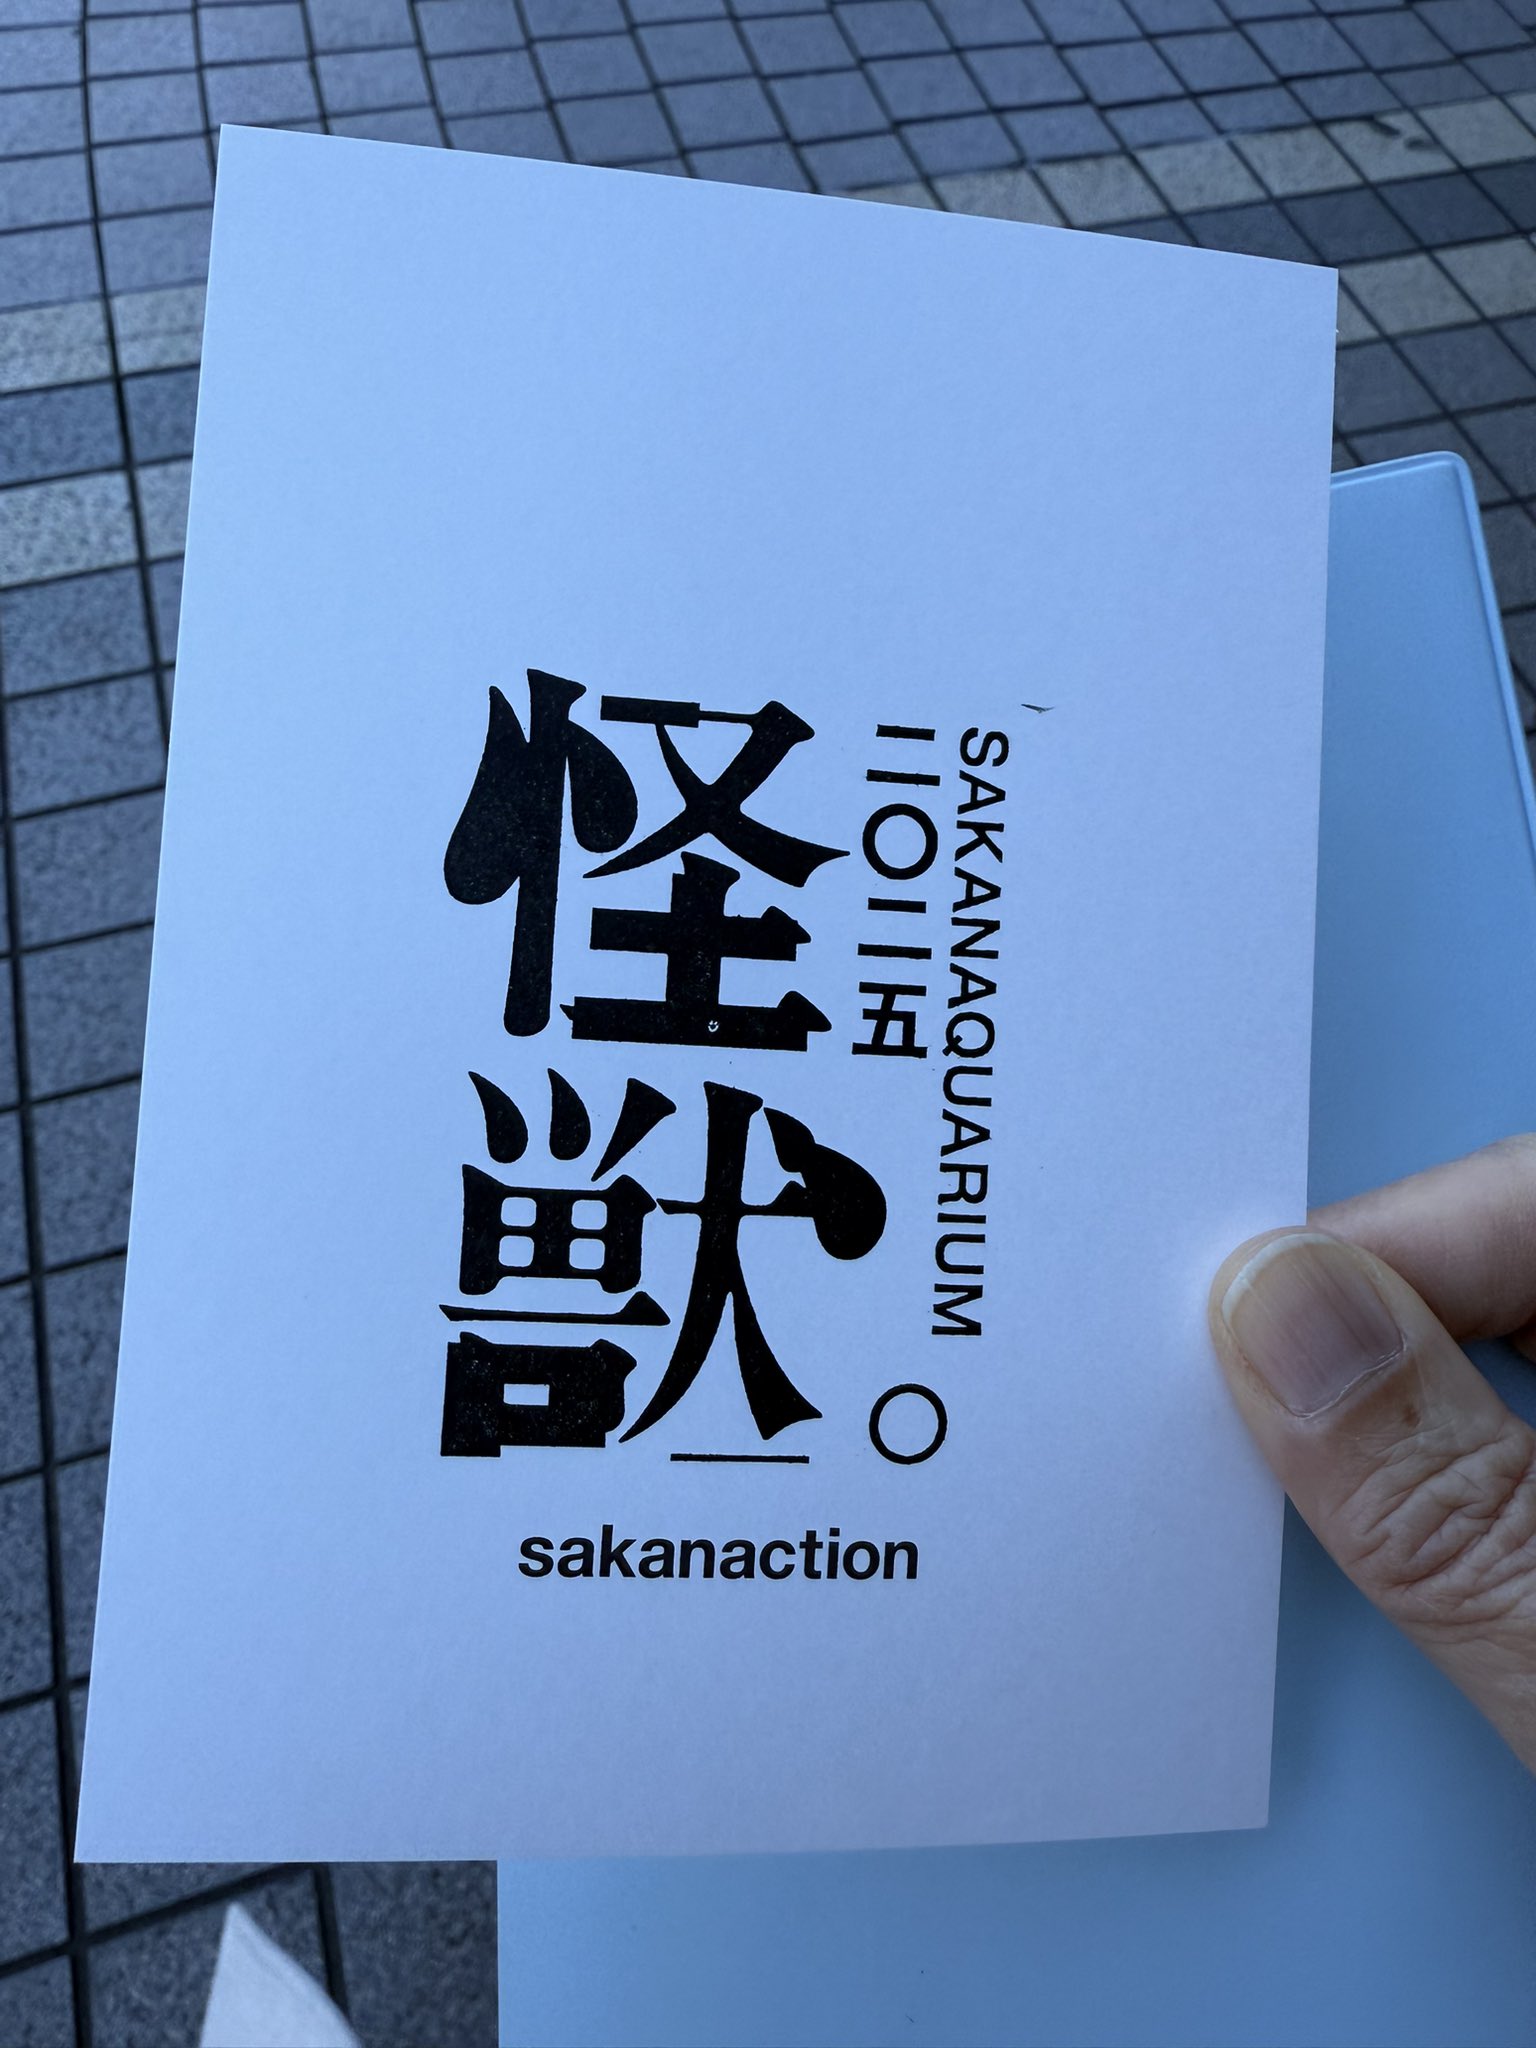 SAKANAQUARIUM
二〇二五
怪獣
。
sakanaction